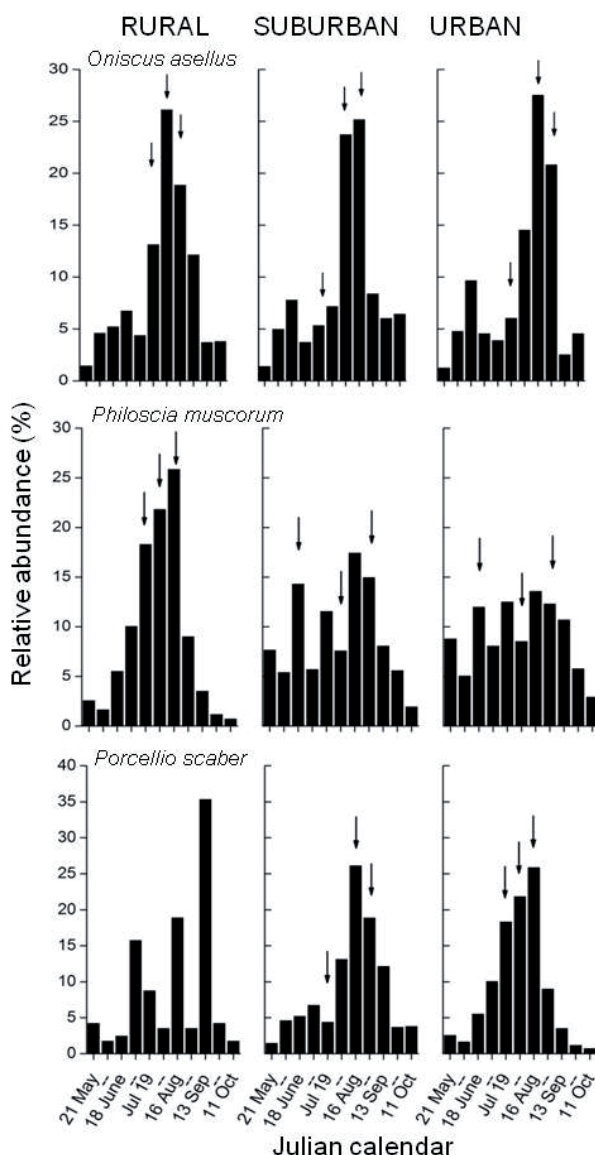 RURAL SUBURBAN URBAN
Oniscus asellus
30
25
20
15
10
5
0
Philoscia muscorum
30
25
20
15
10
5
0
Relative abundance (%)
Porcellio scaber
40
35
30
25
20
15
10
5
0
21 May
--
18 June
--
Jul 19
--
16 Aug
--
13 Sep
--
11 Oct
21 May
--
18 June
--
Jul 19
--
16 Aug
--
13 Sep
--
11 Oct
21 May
--
18 June
--
Jul 19
--
16 Aug
--
13 Sep
--
11 Oct
Julian calendar